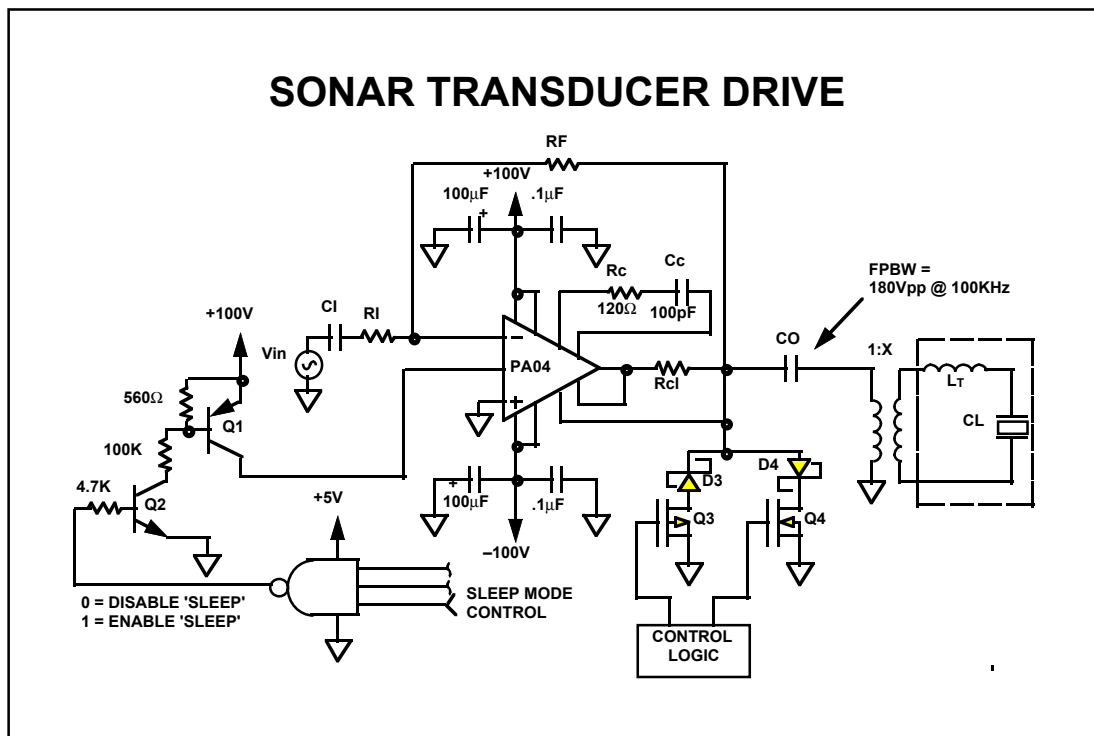 SONAR TRANSDUCER DRIVE
RF
+100V
100µF
.1µF
+
Rc
Cc
120Ω
100pF
FPBW =
180Vpp @ 100KHz
+100V
CI
RI
Vin
–
PA04
+
Rcl
CO
1:X
LT
CL
560Ω
Q1
100K
4.7K
Q2
+5V
+
100µF
.1µF
–100V
D3
D4
Q3
Q4
0 = DISABLE 'SLEEP'
1 = ENABLE 'SLEEP'
SLEEP MODE
CONTROL
CONTROL
LOGIC